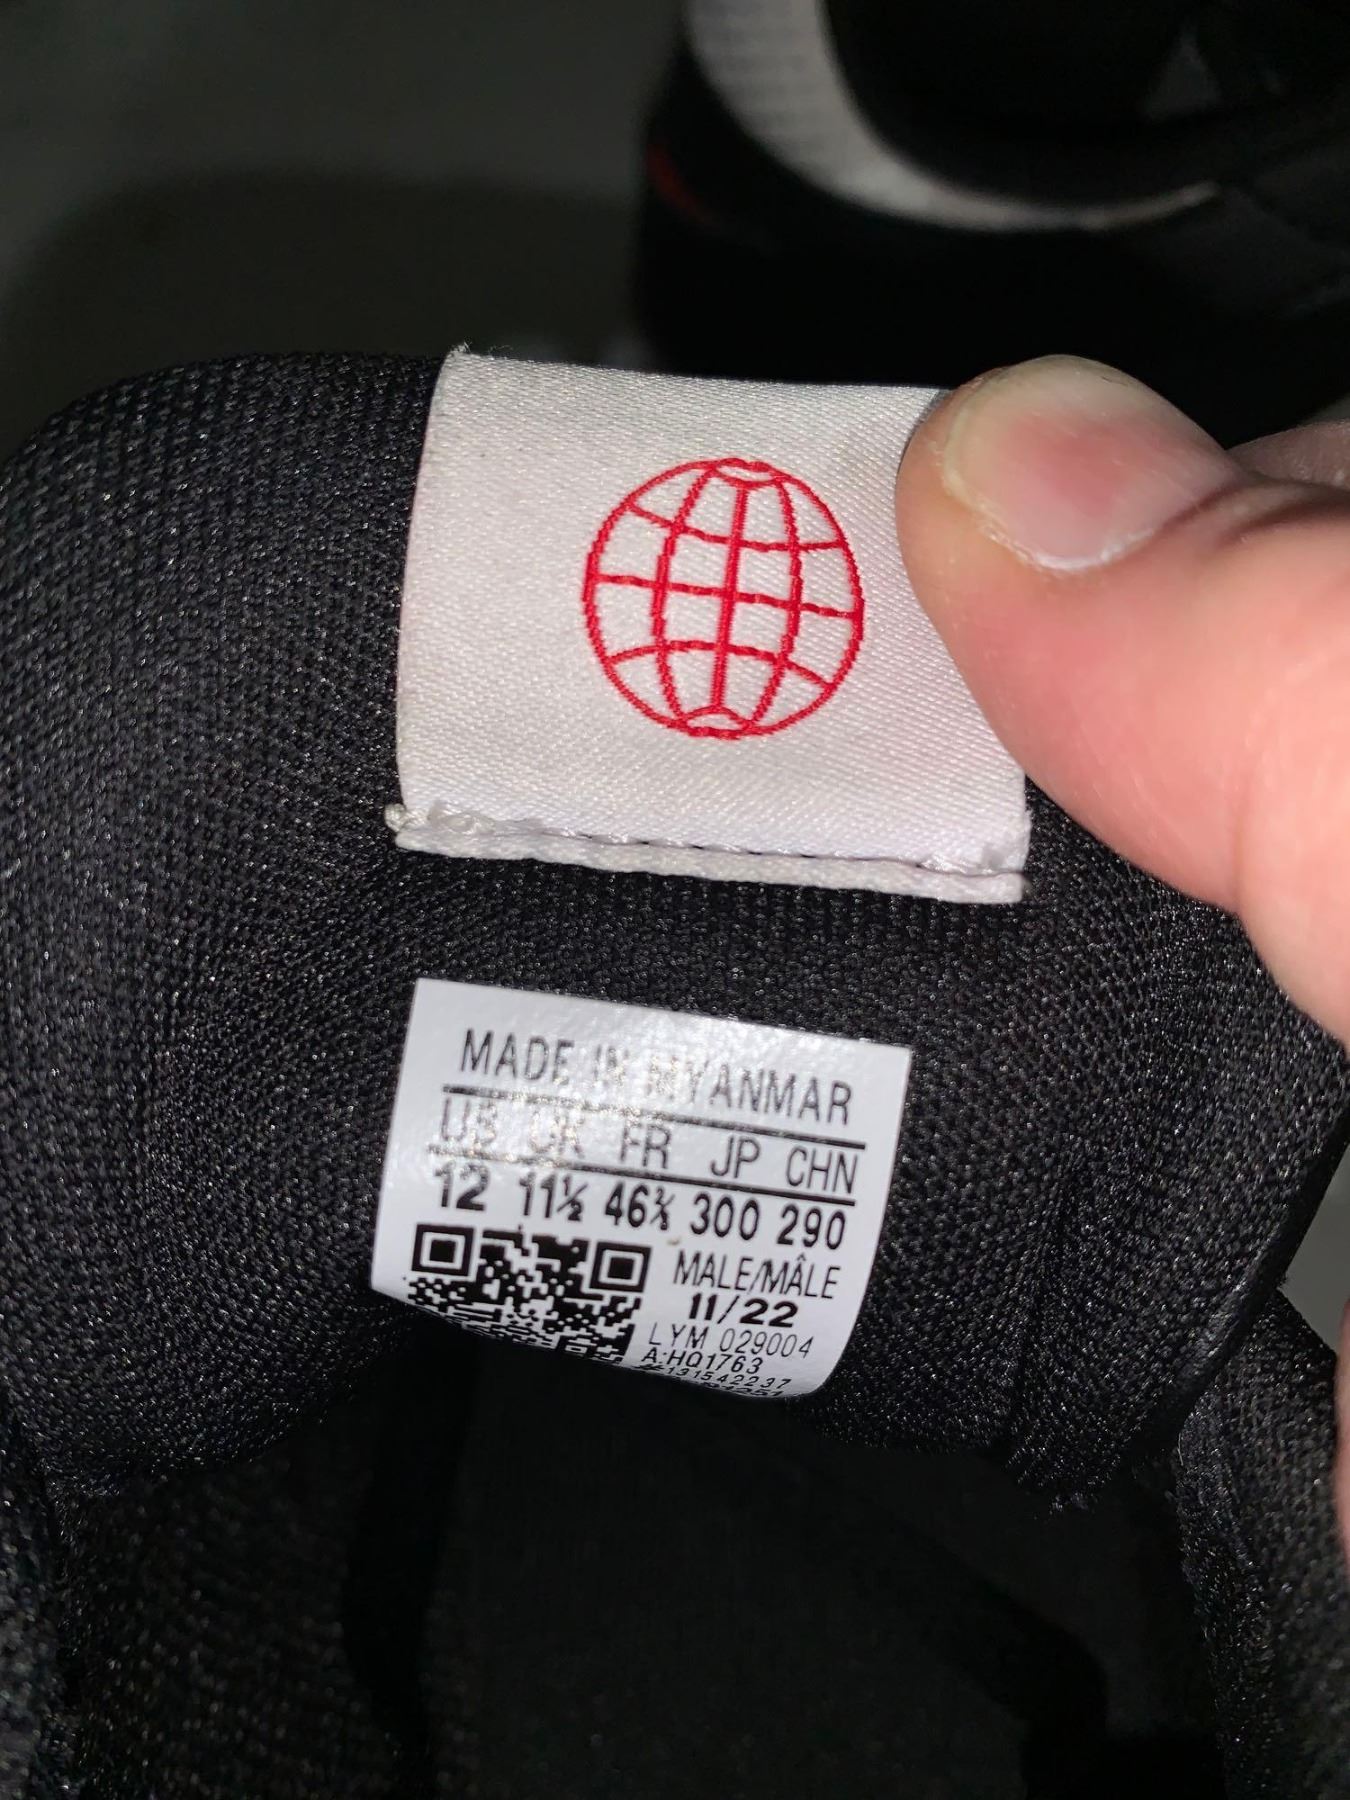 MADE IN MYANMAR
US UK FR JP CHN
12 11½ 46⅔ 300 290
MALE/MÂLE
11/22
LYM 029004
A:HQ1763
#131542237